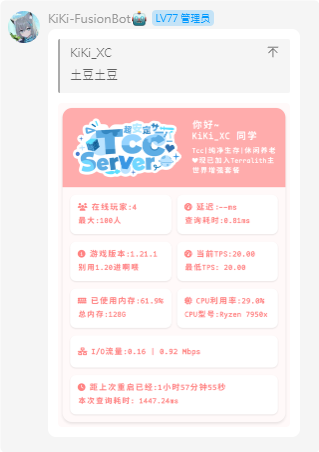 KiKi-FusionBot🤖 LV77 管理员
KiKi_XC
土豆土豆
超安定
Tcc
Server
你好~
KiKi_XC 同学
Tcc|纯净生存|休闲养老
❤现已加入Terralith主
世界增强套餐
在线玩家:4
最大:100人
延迟:--ms
查询耗时:0.81ms
游戏版本:1.21.1
别用1.20进啊喂
当前TPS:20.00
最低TPS: 20.00
已使用内存:61.9%
总内存:128G
CPU利用率:29.0%
CPU型号:Ryzen 7950x
I/O流量:0.16 | 0.92 Mbps
距上次重启已经:1小时57分钟55秒
本次查询耗时: 1447.24ms